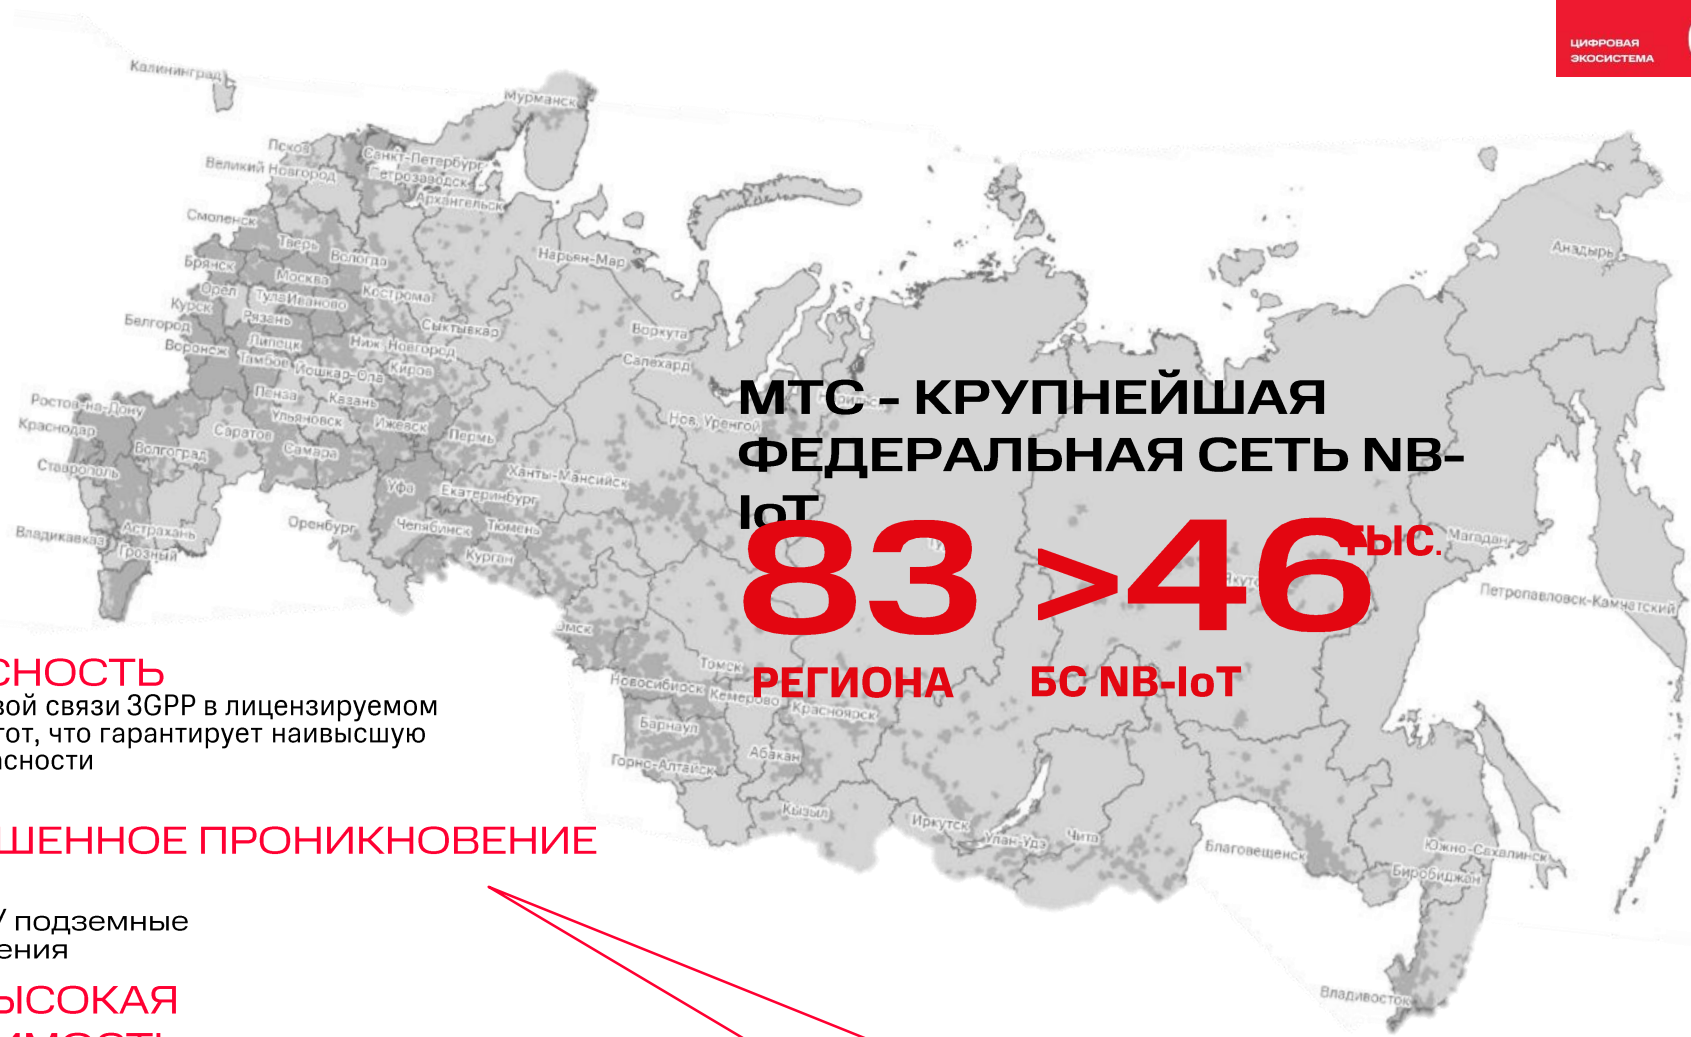 ЦИФРОВАЯ
ЭКОСИСТЕМА
Калининград
Мурманск
Псков
Санкт-Петербург
Великий Новгород
Петрозаводск
Архангельск
Смоленск
Тверь
Вологда
Нарьян-Мар
Анадырь
Брянск
Москва
Орёл
Тула
Иваново
Кострома
Курск
Рязань
Белгород
Сыктывкар
Воркута
Воронеж
Липецк
Ниж Новгород
Тамбов
Йошкар-Ола
Киров
Салехард
МТС - КРУПНЕЙШАЯ
ФЕДЕРАЛЬНАЯ СЕТЬ NB-
IoT
Ростов-на-Дону
Пенза
Казань
Краснодар
Ульяновск
Ижевск
Пермь
Нов. Уренгой
Саратов
Волгоград
Самара
Ставрополь
Ханты-Мансийск
Уфа
Екатеринбург
Астрахань
Оренбург
Челябинск
Тюмень
Владикавказ
Грозный
Курган
83 >46 ТЫС.
Магадан
Петропавловск-Камчатский
Омск
Томск
РЕГИОНА
БС NB-IoT
Новосибирск
Кемерово
Красноярск
Барнаул
Абакан
Горно-Алтайск
Кызыл
Иркутск
Улан-Удэ
Чита
Благовещенск
Южно-Сахалинск
Биробиджан
Владивосток
СНОСТЬ
вой связи 3GPP в лицензируемом
тот, что гарантирует наивысшую
асности
ШЕННОЕ ПРОНИКНОВЕНИЕ
/ подземные
ения
ЫСОКАЯ